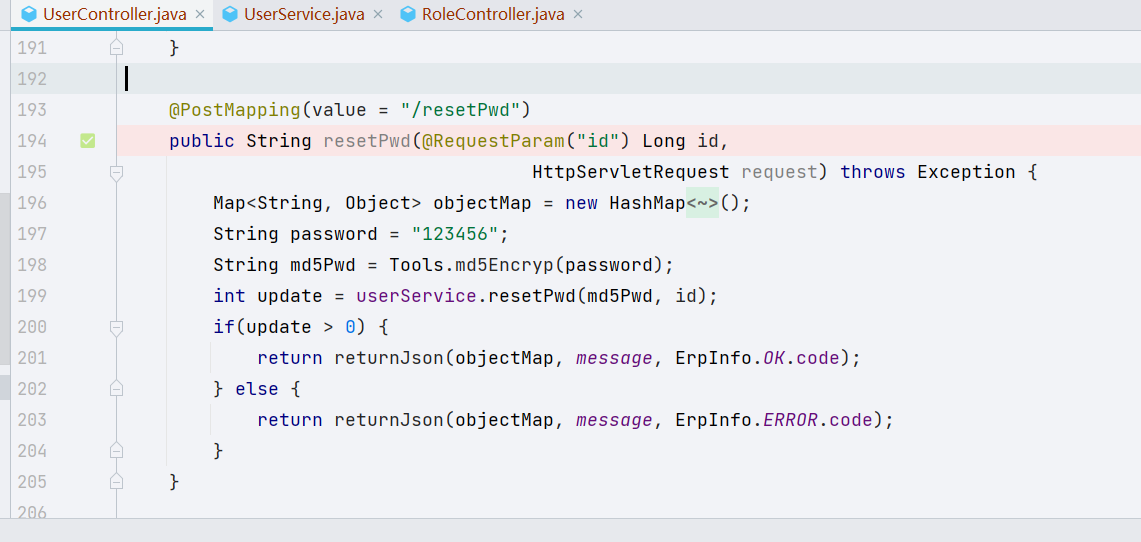 UserController.java × UserService.java × RoleController.java ×
191 }
192
193 @PostMapping(value = "/resetPwd")
194 public String resetPwd(@RequestParam("id") Long id,
195 HttpServletRequest request) throws Exception {
196 Map<String, Object> objectMap = new HashMap<~>();
197 String password = "123456";
198 String md5Pwd = Tools.md5Encryp(password);
199 int update = userService.resetPwd(md5Pwd, id);
200 if(update > 0) {
201 return returnJson(objectMap, message, ErpInfo.OK.code);
202 } else {
203 return returnJson(objectMap, message, ErpInfo.ERROR.code);
204 }
205 }
206